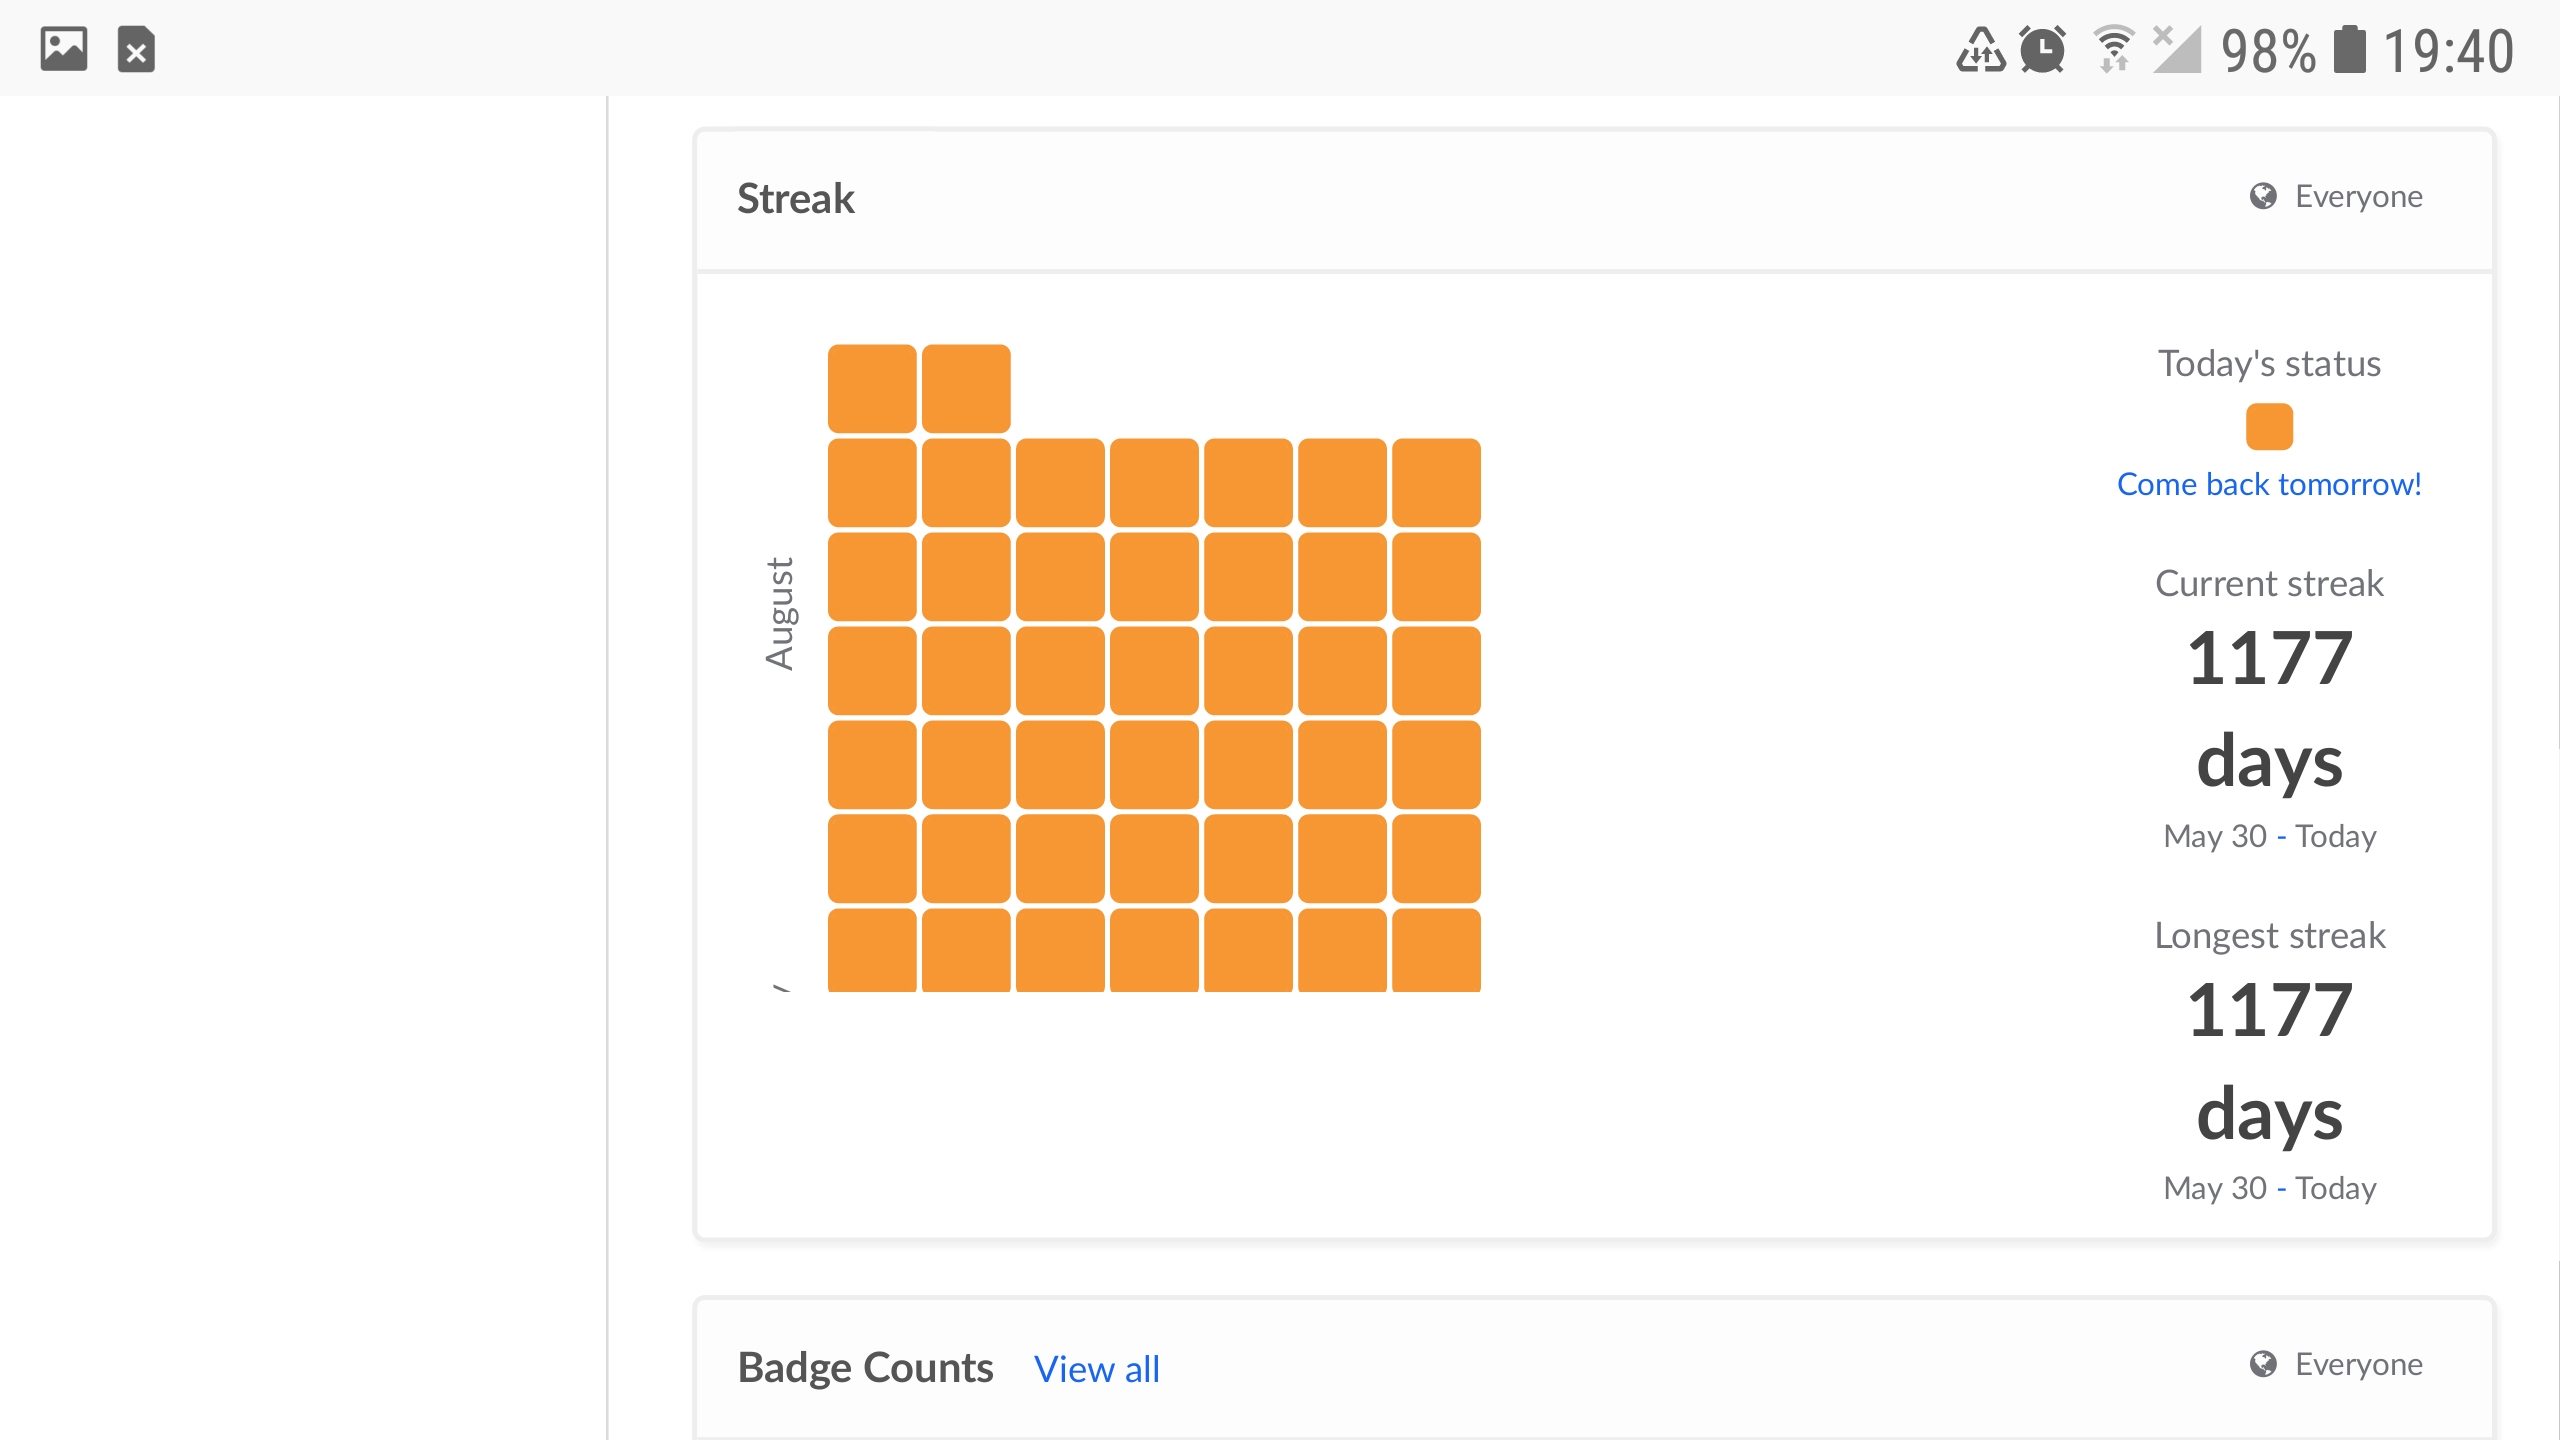 98% 19:40
Streak
Everyone
August
Today's status
Come back tomorrow!
Current streak
1177
days
May 30 - Today
Longest streak
1177
days
May 30 - Today
Badge Counts View all
Everyone